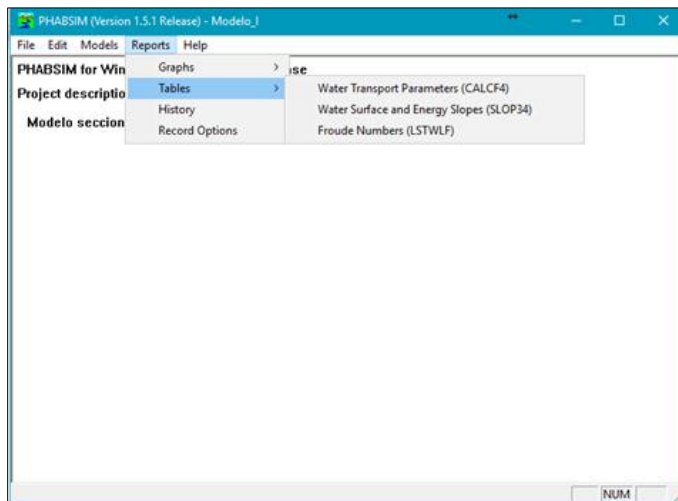 PHABSIM (Version 1.5.1 Release) - Modelo_I
File Edit Models Reports Help
PHABSIM for Win
se
Project descriptio
Modelo seccion
Graphs
Tables
History
Record Options
Water Transport Parameters (CALCF4)
Water Surface and Energy Slopes (SLOP34)
Froude Numbers (LSTWLF)
NUM